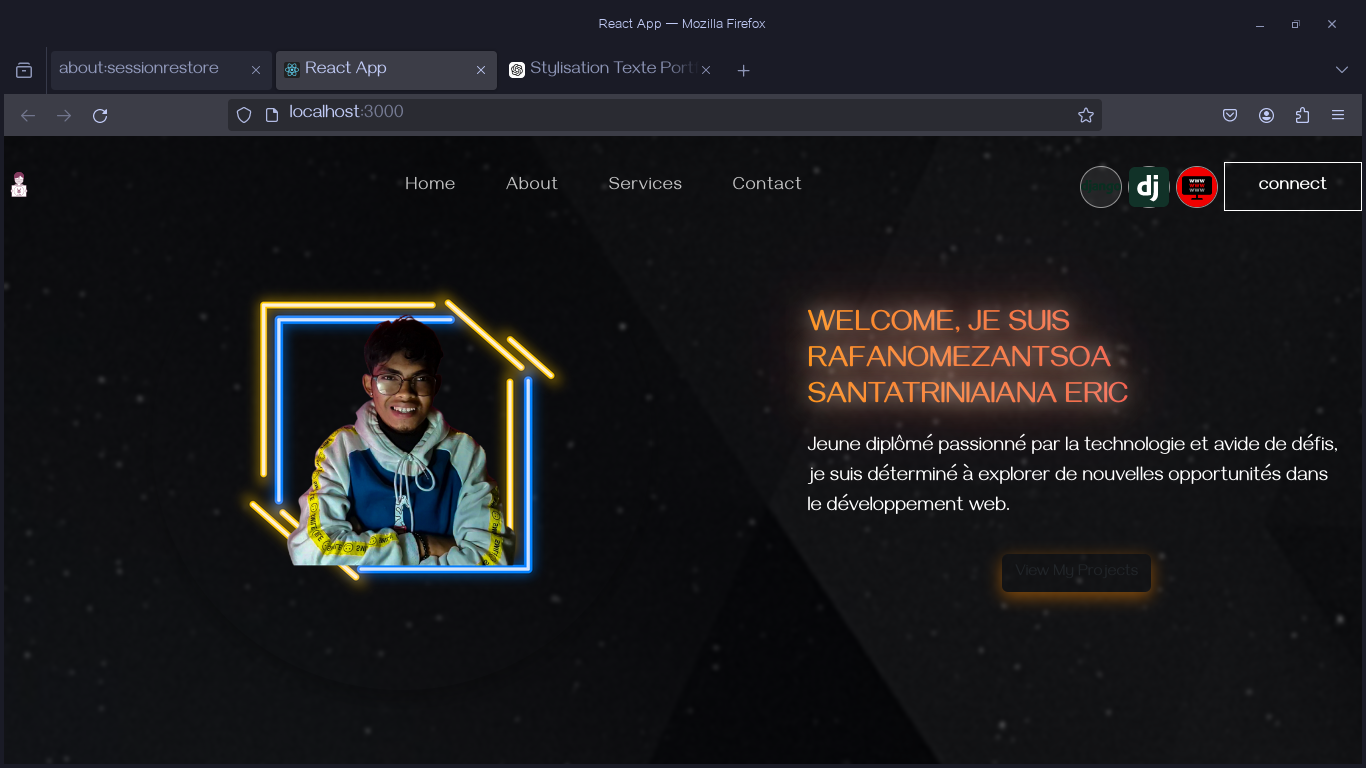 React App — Mozilla Firefox
about:sessionrestore
React App
Stylisation Texte Port
localhost:3000
Home
About
Services
Contact
dj
www
www
www
connect
WELCOME, JE SUIS
RAFANOMEZANTSOA
SANTATRINIAIANA ERIC
Jeune diplômé passionné par la technologie et avide de défis,
je suis déterminé à explorer de nouvelles opportunités dans
le développement web.
View My Projects